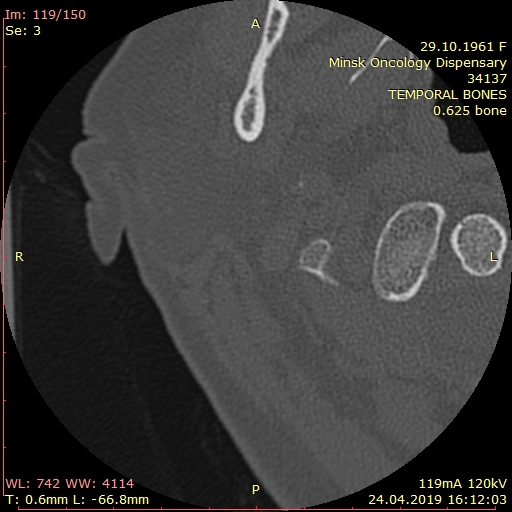 Im: 119/150
Se: 3
A
29.10.1961 F
Minsk Oncology Dispensary
34137
TEMPORAL BONES
0.625 bone
R
L
WL: 742 WW: 4114
T: 0.6mm L: -66.8mm
P
119mA 120kV
24.04.2019 16:12:03